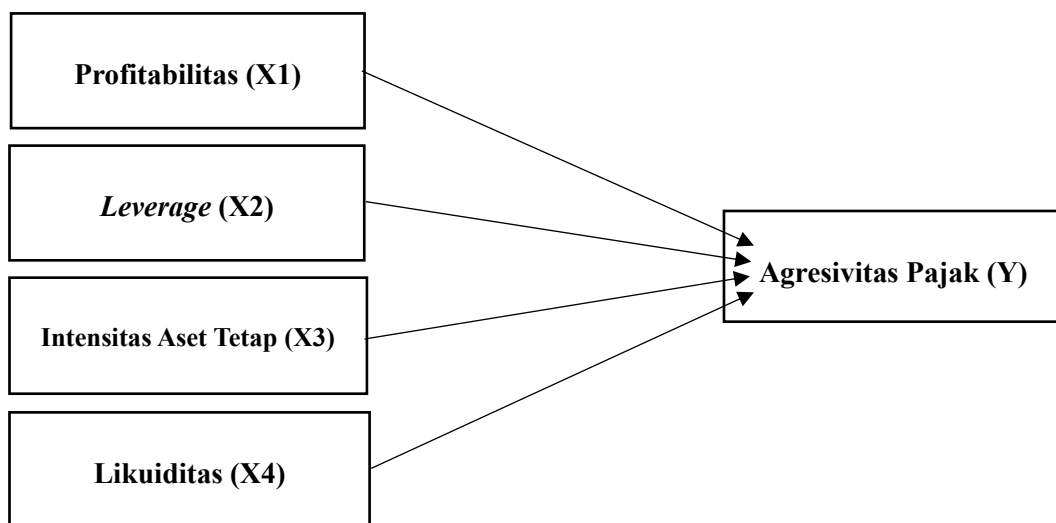 Profitabilitas (X1)
Leverage (X2)
Agresivitas Pajak (Y)
Intensitas Aset Tetap (X3)
Likuiditas (X4)